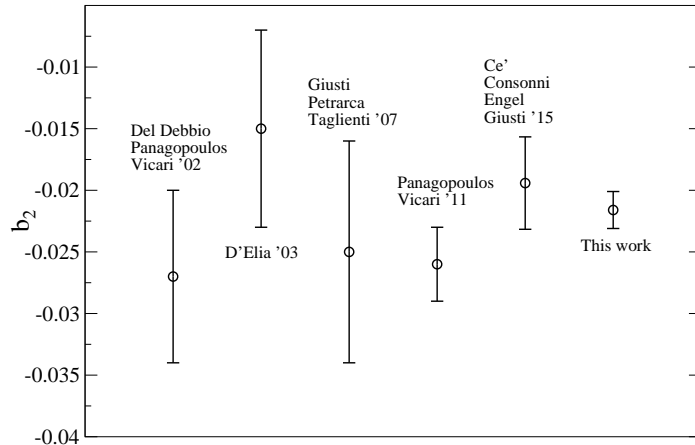 -0.01
-0.015
-0.02
-0.025
-0.03
-0.035
-0.04
b2
Del Debbio
Panagopoulos
Vicari '02
D'Elia '03
Giusti
Petrarca
Taglienti '07
Panagopoulos
Vicari '11
Ce'
Consonni
Engel
Giusti '15
This work